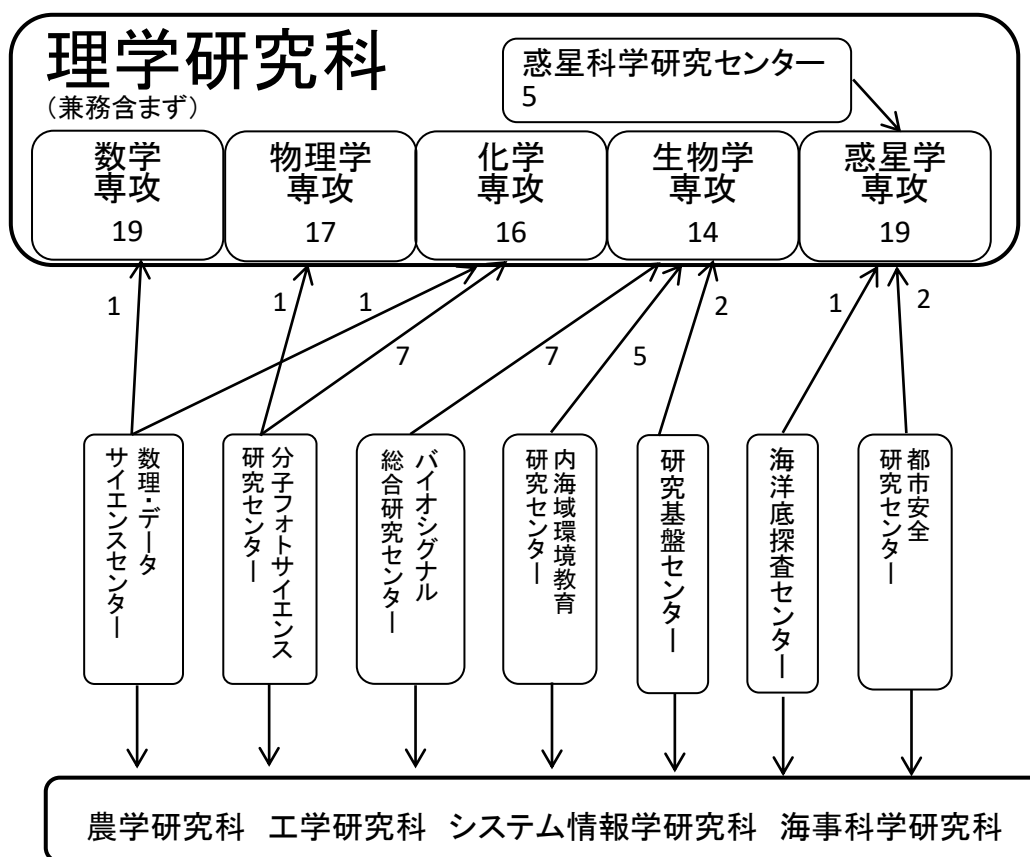 理学研究科
(兼務含まず)
惑星科学研究センター
5
数学
専攻
19
物理学
専攻
17
化学
専攻
16
生物学
専攻
14
惑星学
専攻
19
1
1
1
7
7
5
2
1
2
数理・データ
サイエンスセンター
分子フォトサイエンス
研究センター
バイオシグナル
総合研究センター
内海域環境教育
研究センター
研究基盤センター
海洋底探査センター
都市安全
研究センター
農学研究科 工学研究科 システム情報学研究科 海事科学研究科